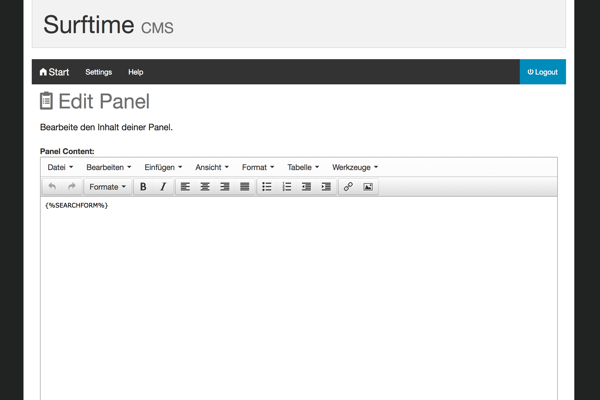 Surftime CMS
Start Settings Help Logout
Edit Panel
Bearbeite den Inhalt deiner Panel.
Panel Content:
Datei Bearbeiten Einfügen Ansicht Format Tabelle Werkzeuge
Formate B I
{%SEARCHFORM%}